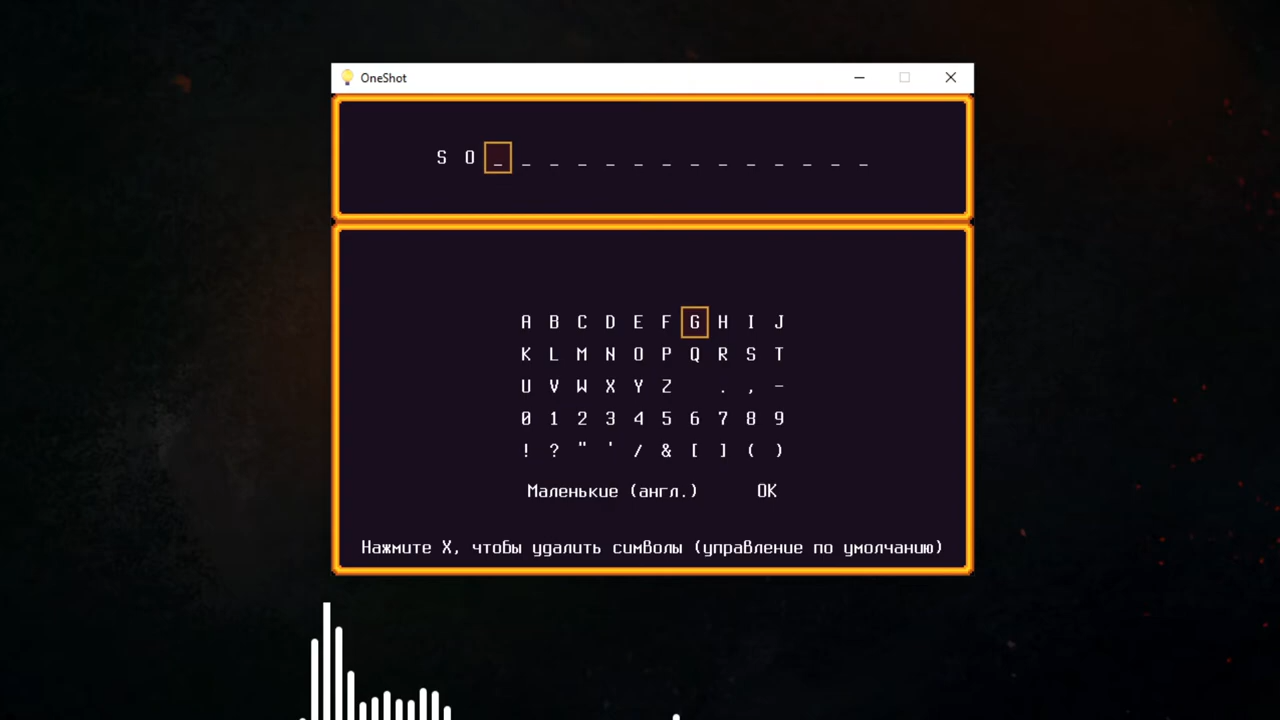 OneShot
S O _ _ _ _ _ _ _ _ _ _ _ _ _ _
A B C D E F G H I J
K L M N O P Q R S T
U V W X Y Z . , -
0 1 2 3 4 5 6 7 8 9
! ? " ' / & [ ] ( )
Маленькие (англ.) OK
Нажмите X, чтобы удалить символы (управление по умолчанию)